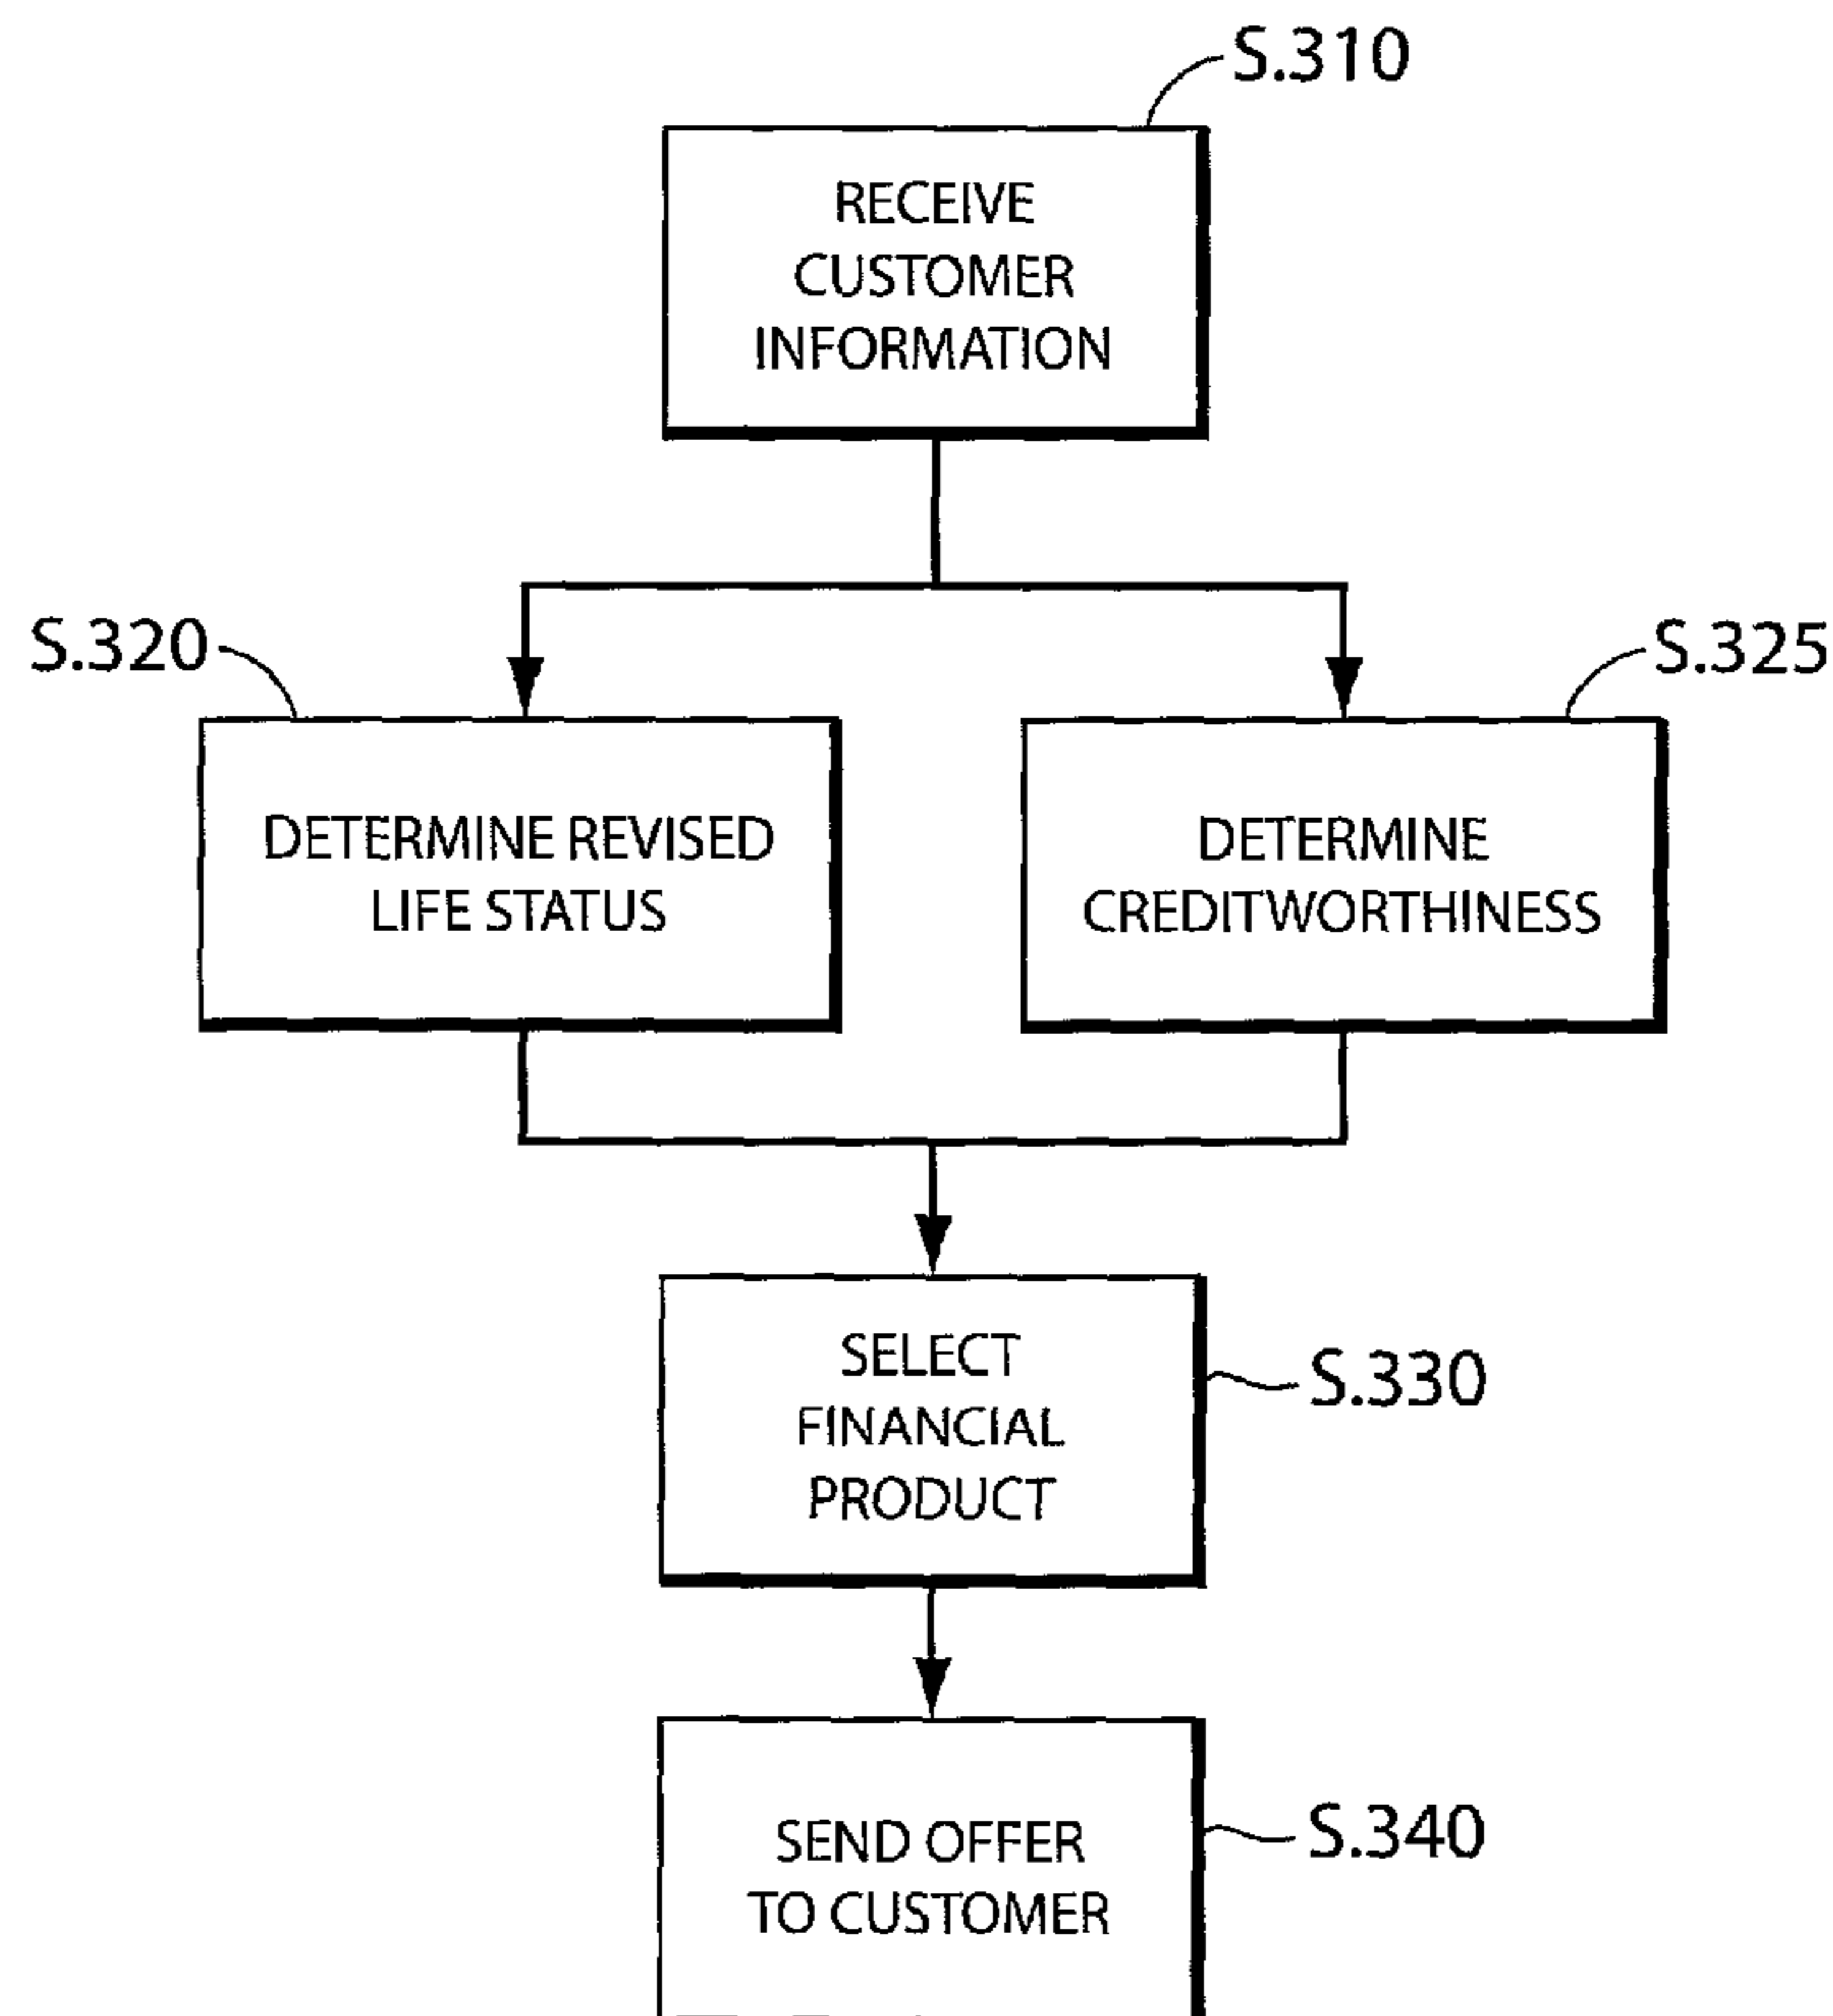 S.310
RECEIVE
CUSTOMER
INFORMATION
S.320
S.325
DETERMINE REVISED
LIFE STATUS
DETERMINE
CREDITWORTHINESS
SELECT
FINANCIAL
PRODUCT
S.330
SEND OFFER
TO CUSTOMER
S.340